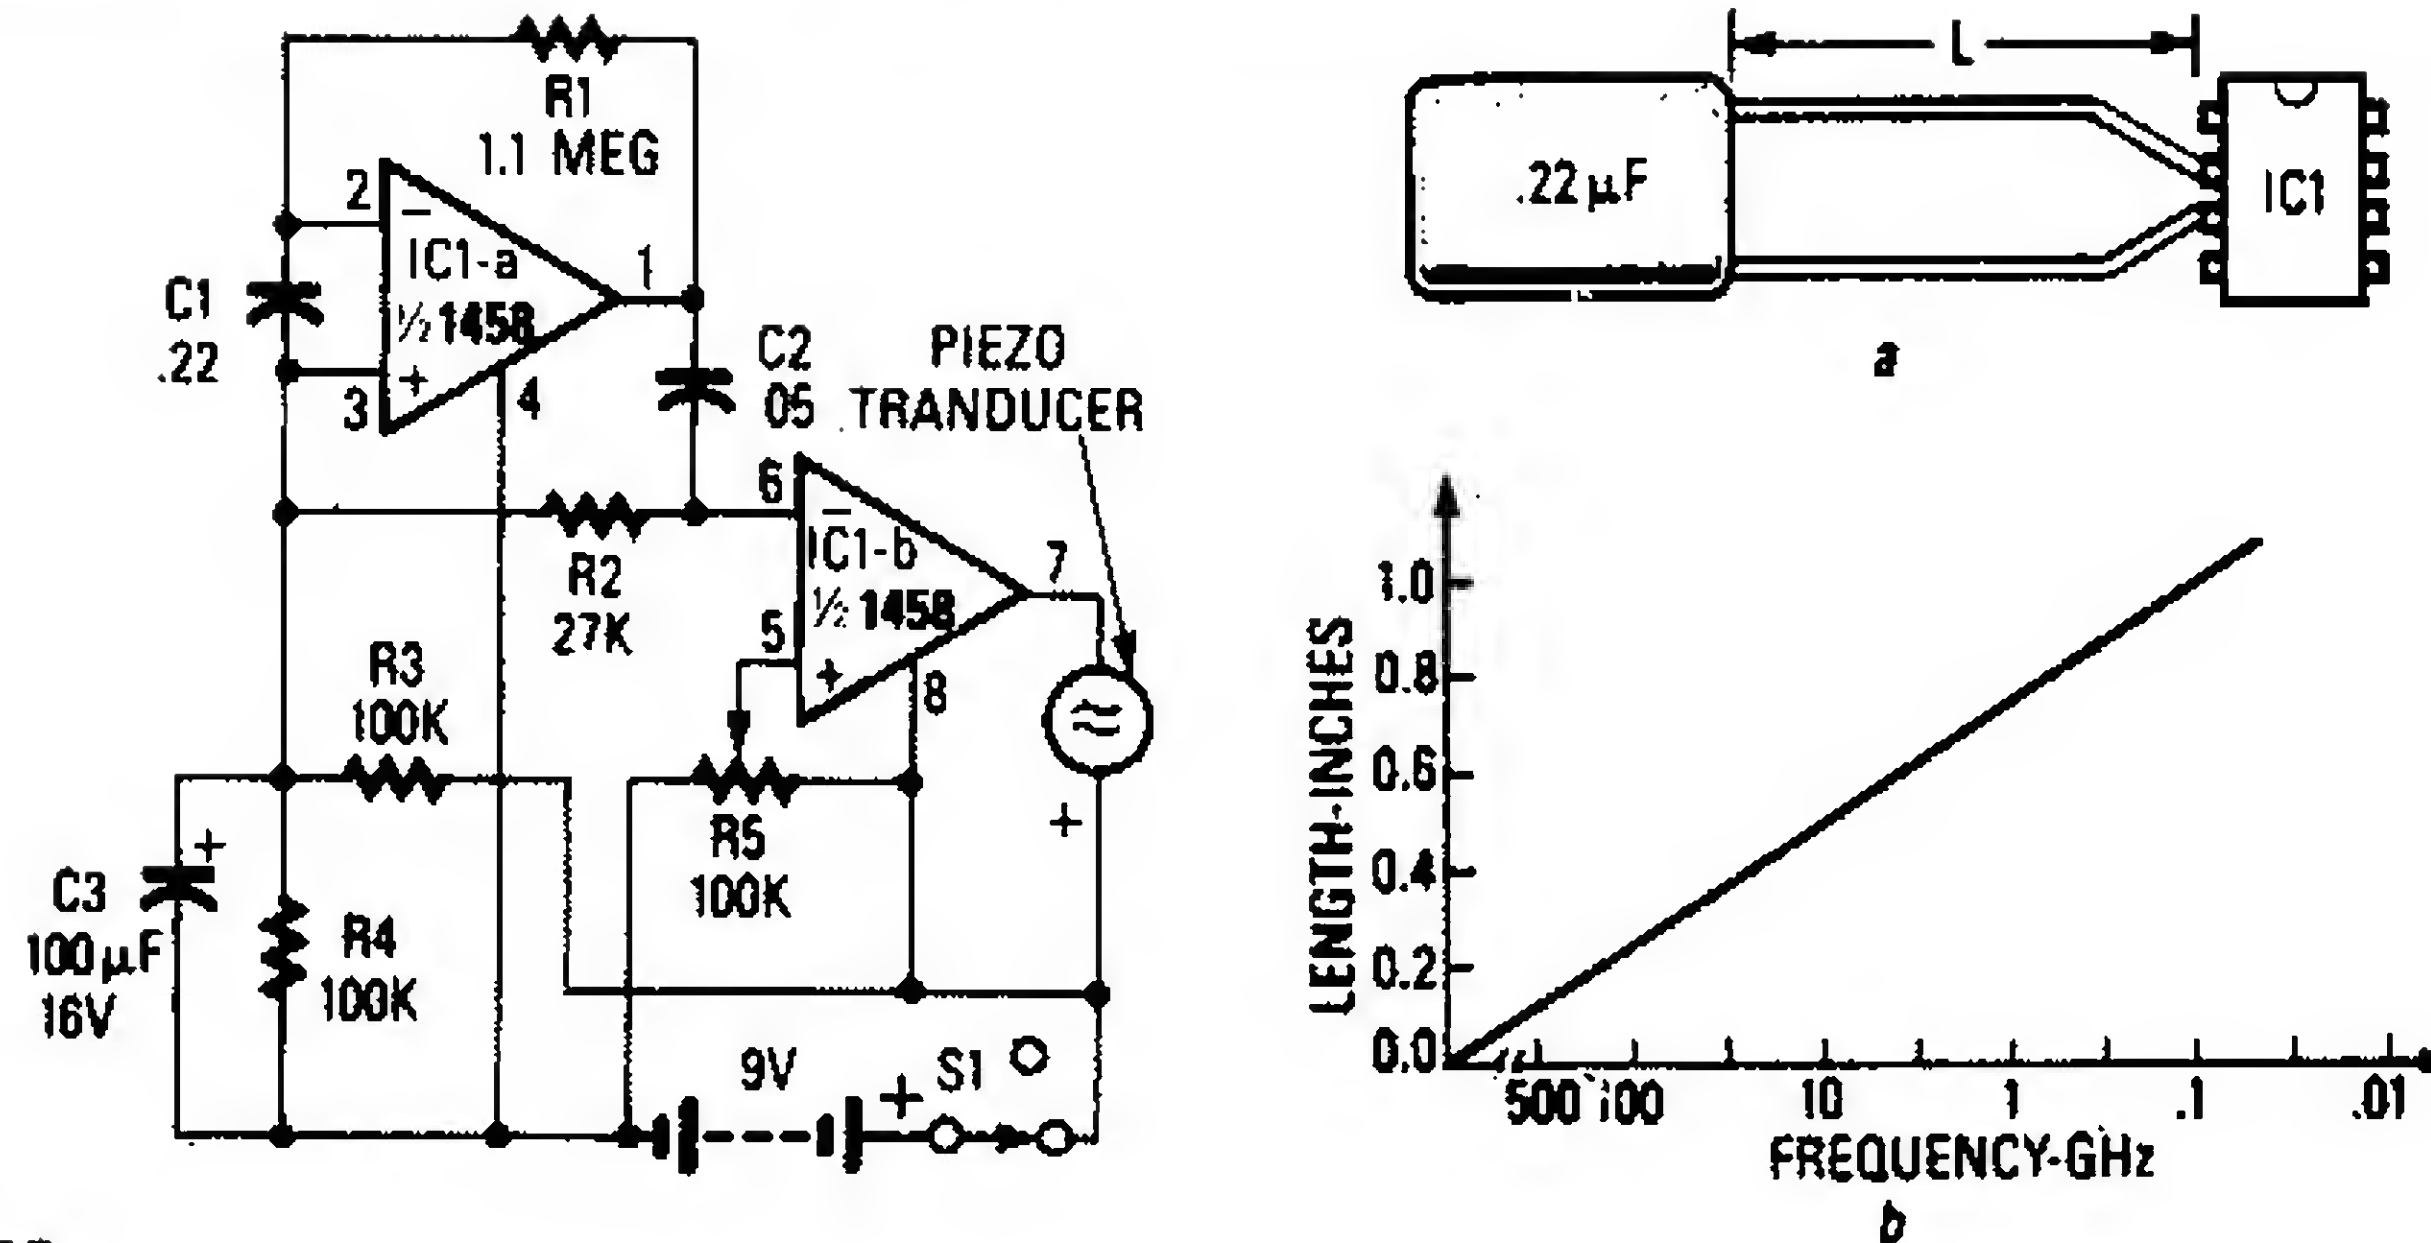 R1
1.1 MEG
2
−
IC1-a
½ 1458
1
C1
.22
+
3
4
C2
05
PIEZO
TRANDUCER
6
−
IC1-b
½ 1458
7
R2
27K
5
+
8
R3
100K
+
R5
100K
+
C3
100µF
16V
R4
100K
9V
+
S1
L
.22µF
IC1
a
LENGTH-INCHES
1.0
0.8
0.6
0.4
0.2
0.0
500 100 10 1 .1 .01
FREQUENCY-GHz
b